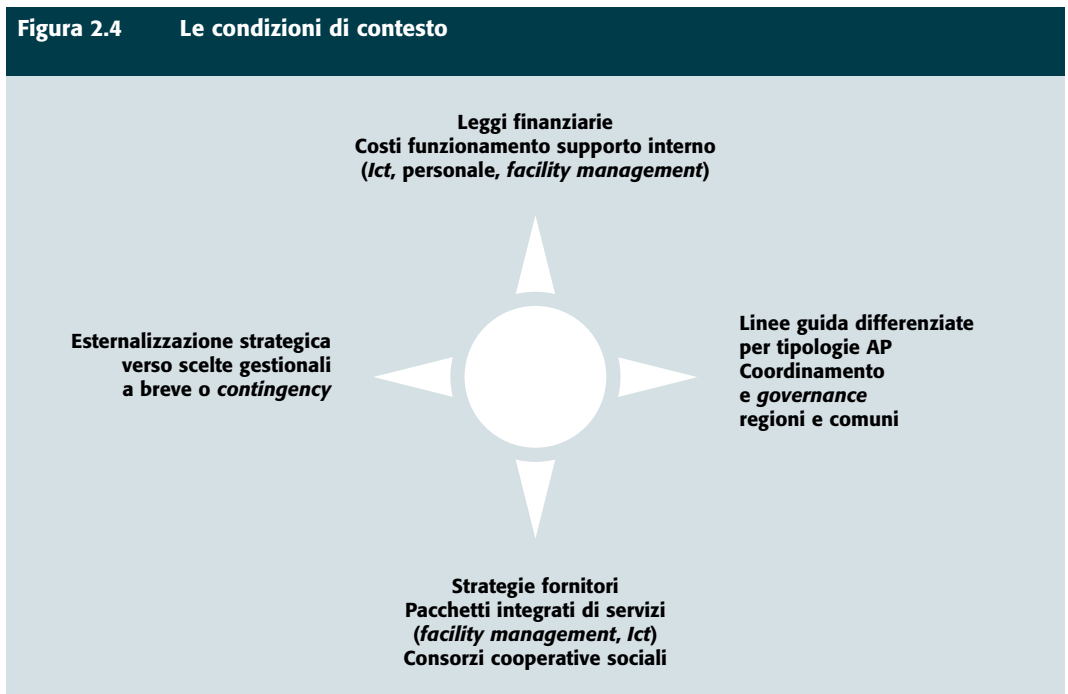 Figura 2.4 Le condizioni di contesto
Leggi finanziarie
Costi funzionamento supporto interno
(Ict, personale, facility management)
Esternalizzazione strategica
verso scelte gestionali
a breve o contingency
Linee guida differenziate
per tipologie AP
Coordinamento
e governance
regioni e comuni
Strategie fornitori
Pacchetti integrati di servizi
(facility management, Ict)
Consorzi cooperative sociali